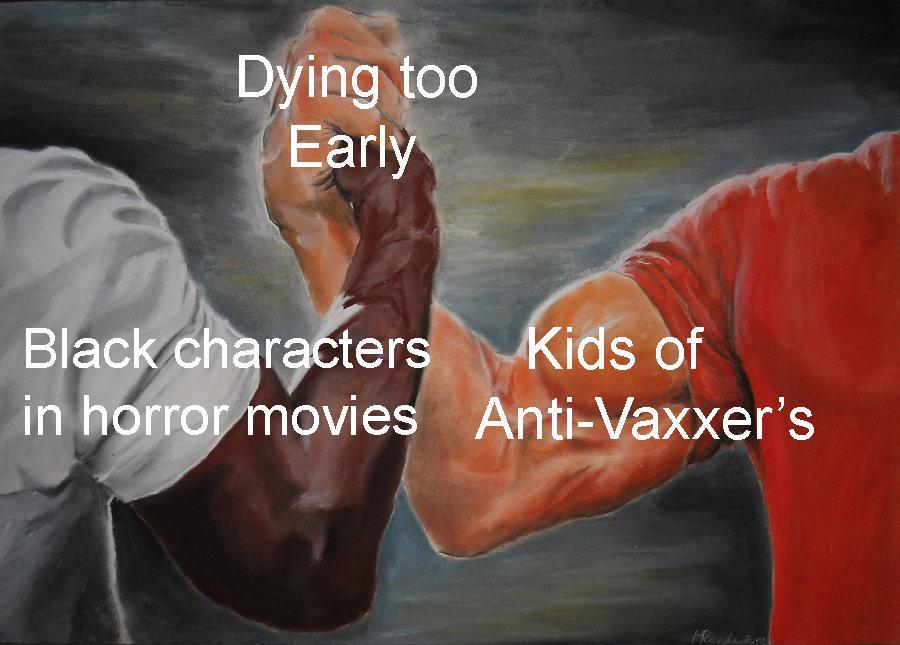 Dying too
Early
Black characters
in horror movies
Kids of
Anti-Vaxxer’s